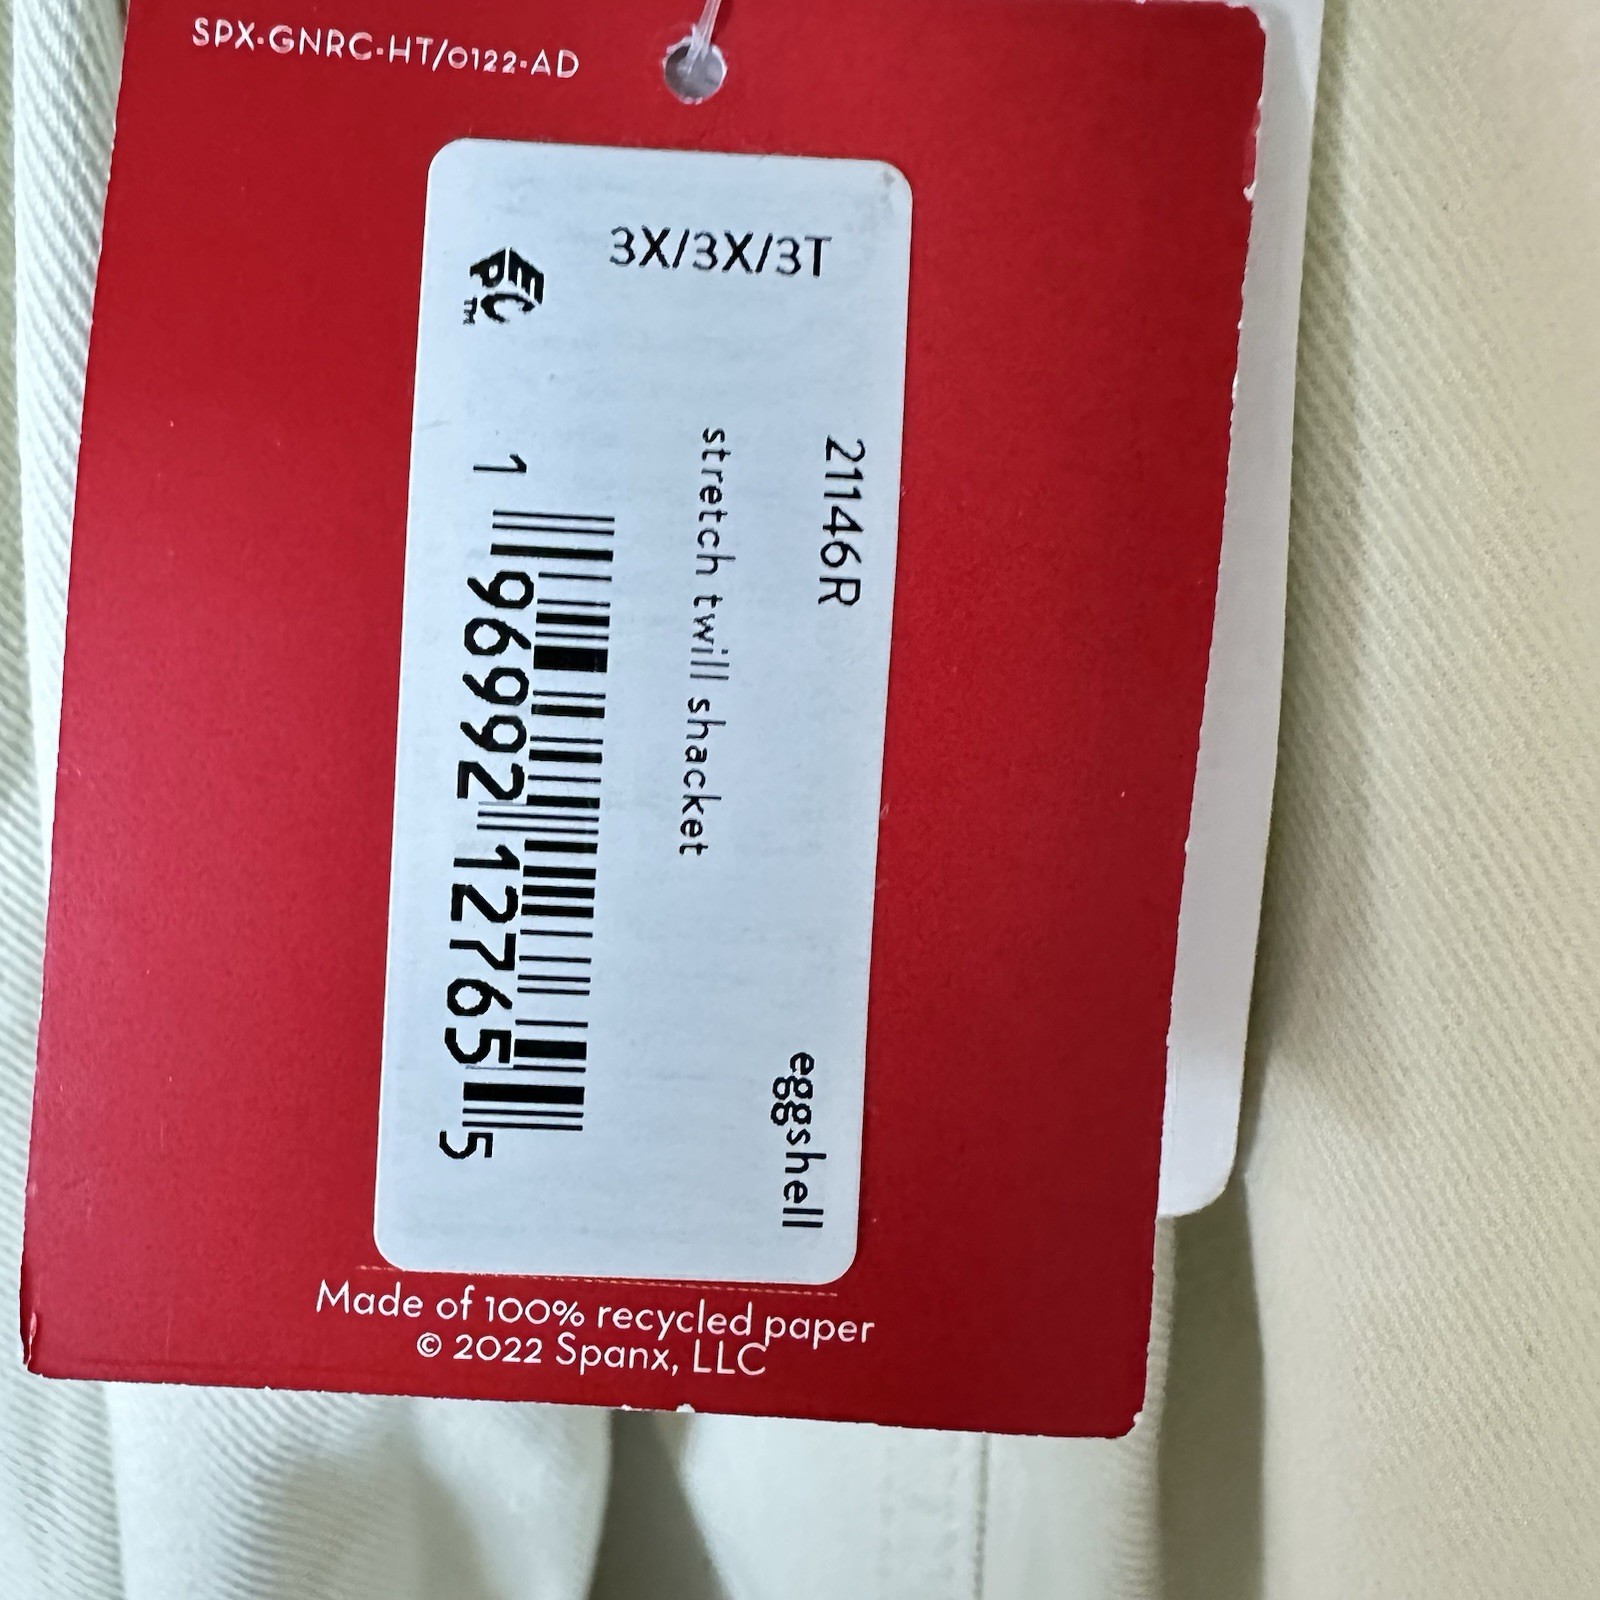 SPX-GNRC-HT/0122-AD
3X/3X/3T
EPC™
21146R
eggshell
stretch twill shacket
1 96992 12765 5
Made of 100% recycled paper
© 2022 Spanx, LLC